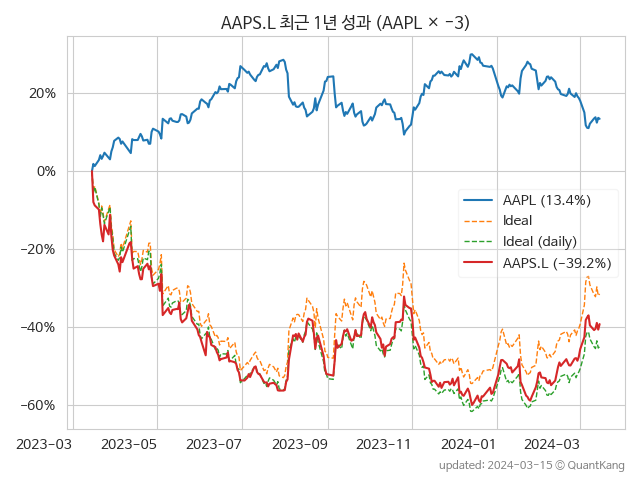 AAPS.L 최근 1년 성과 (AAPL × −3)
20%
0%
−20%
−40%
−60%
AAPL (13.4%)
Ideal
Ideal (daily)
AAPS.L (−39.2%)
2023-03 2023-05 2023-07 2023-09 2023-11 2024-01 2024-03
updated: 2024-03-15 © QuantKang